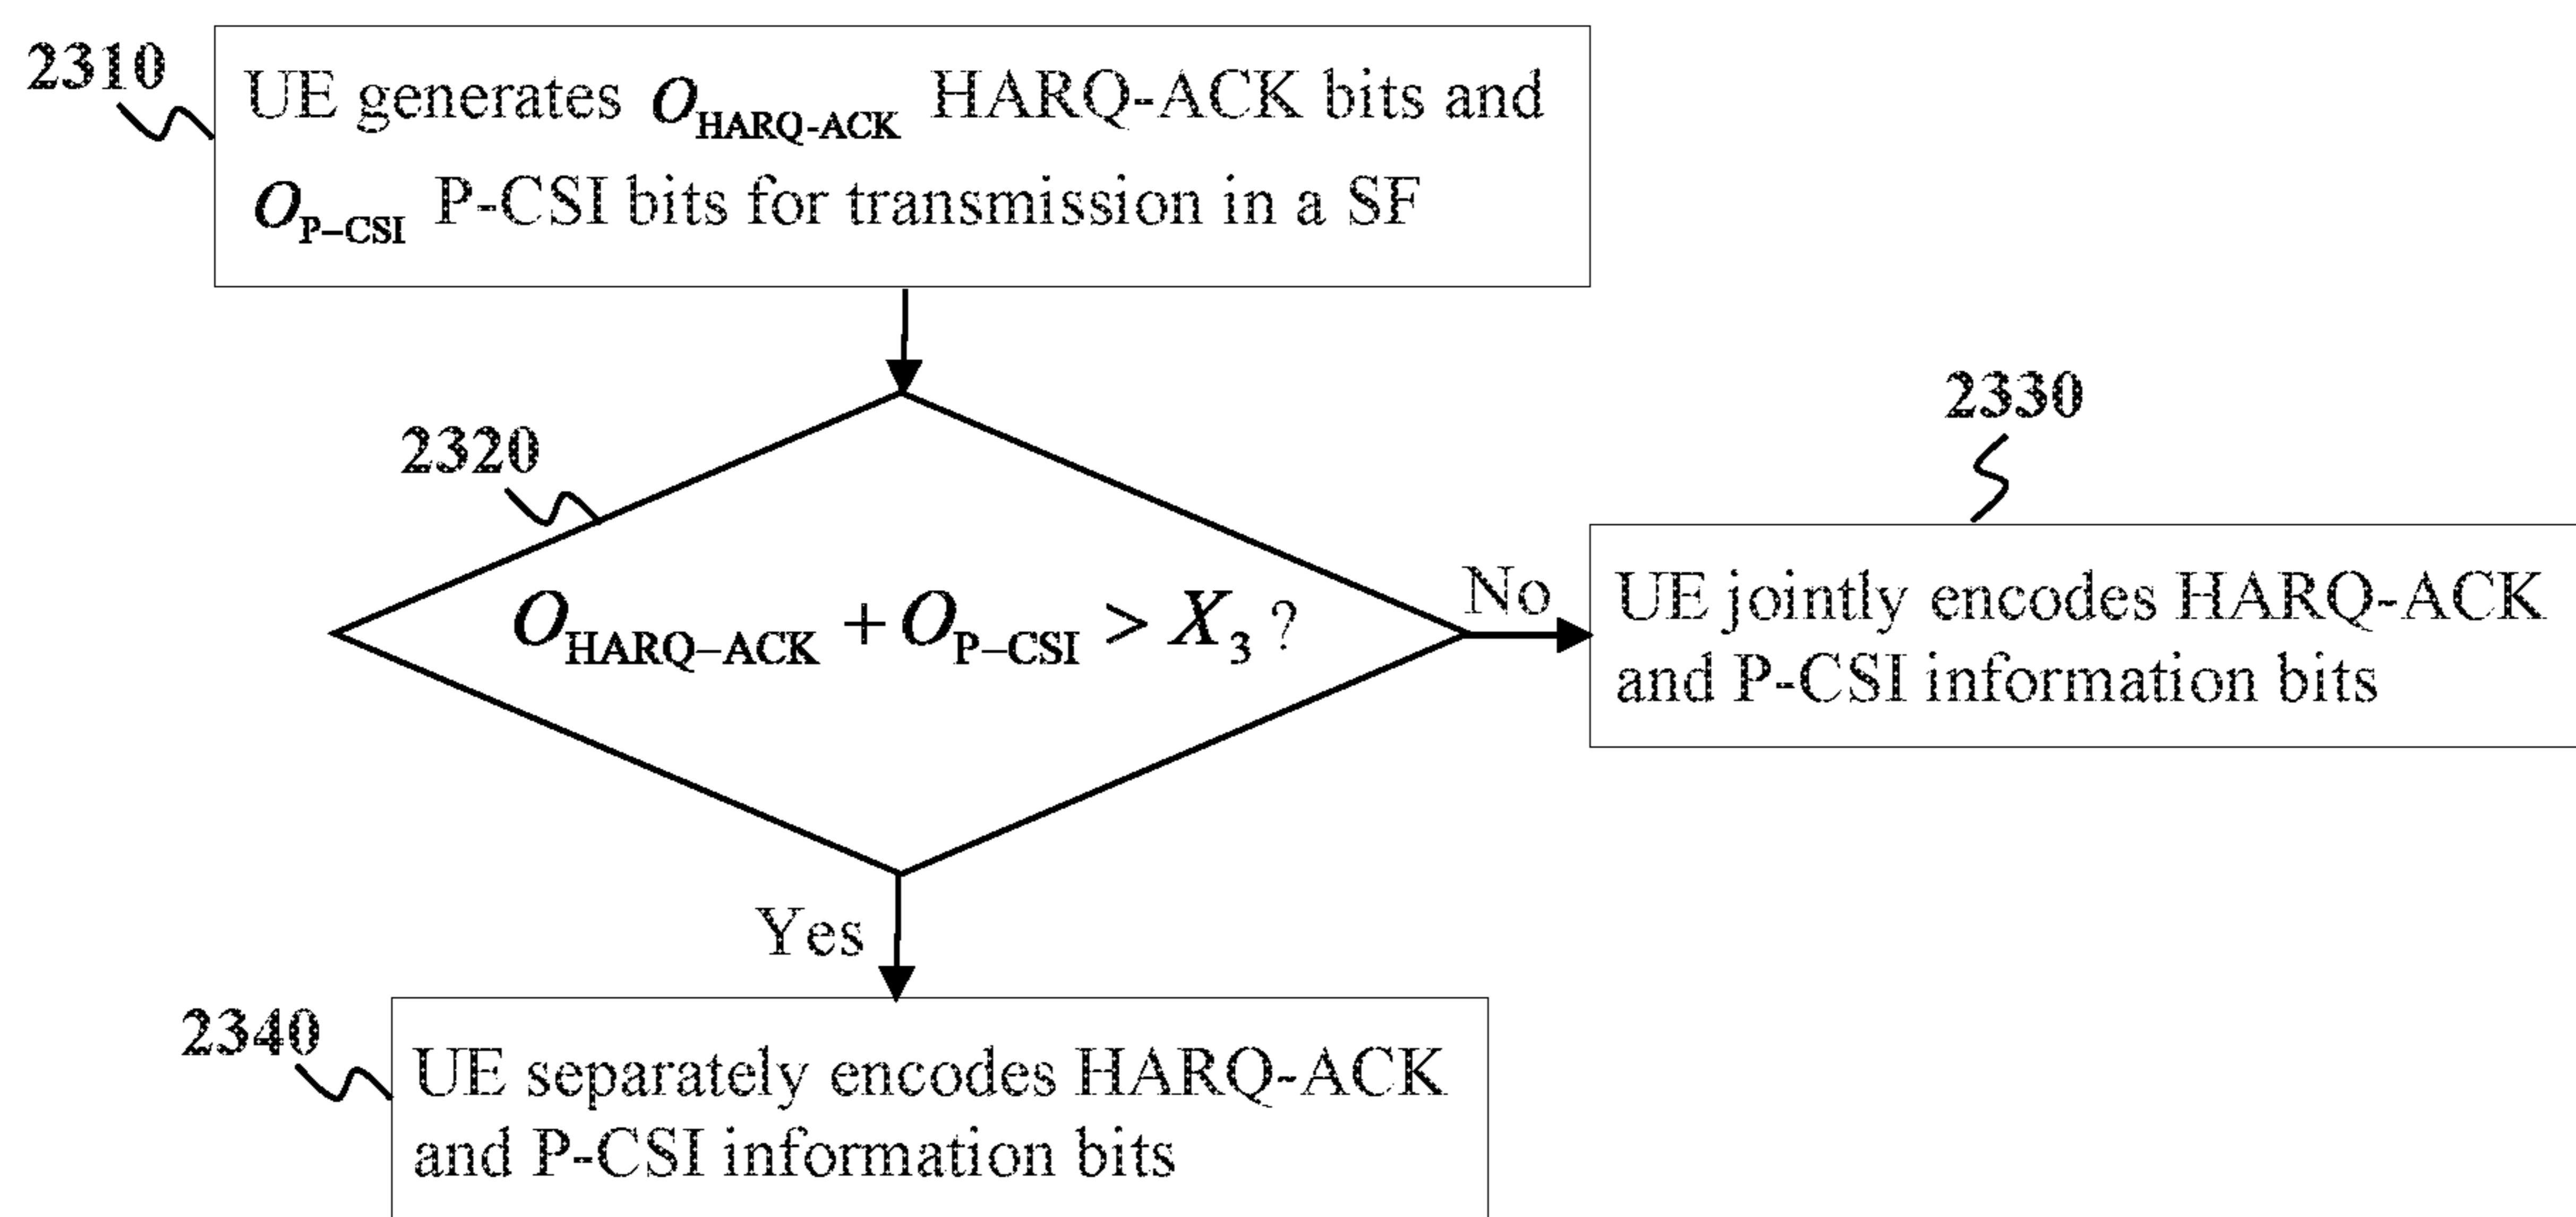 2310
UE generates O_HARQ-ACK HARQ-ACK bits and
O_P-CSI P-CSI bits for transmission in a SF
2320
O_HARQ-ACK + O_P-CSI > X_3 ?
No
2330
UE jointly encodes HARQ-ACK
and P-CSI information bits
Yes
2340
UE separately encodes HARQ-ACK
and P-CSI information bits